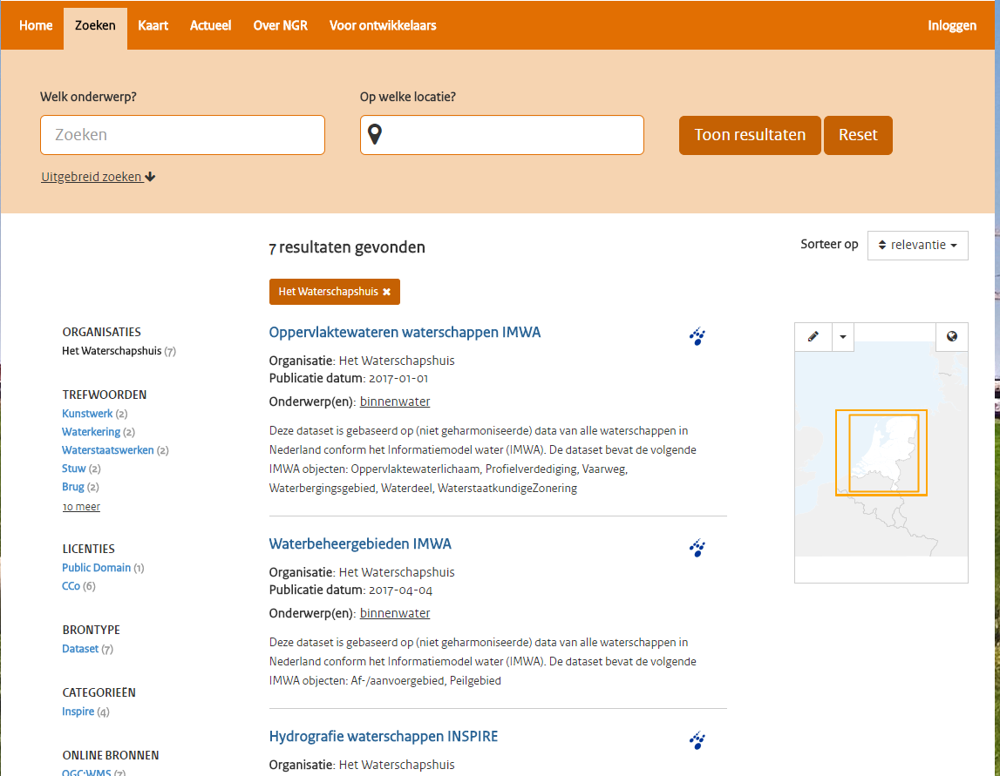 Home Zoeken Kaart Actueel Over NGR Voor ontwikkelaars Inloggen
Welk onderwerp? Op welke locatie?
Zoeken Toon resultaten Reset
Uitgebreid zoeken
7 resultaten gevonden
Sorteer op relevantie
Het Waterschapshuis
ORGANISATIES
Het Waterschapshuis (7)
TREFWOORDEN
Kunstwerk (2)
Waterkering (2)
Waterstaatswerken (2)
Stuw (2)
Brug (2)
10 meer
LICENTIES
Public Domain (1)
CC0 (6)
BRONTYPE
Dataset (7)
CATEGORIEËN
Inspire (4)
ONLINE BRONNEN
OGC:WMS (7)
Oppervlaktewateren waterschappen IMWA
Organisatie: Het Waterschapshuis
Publicatie datum: 2017-01-01
Onderwerp(en): binnenwater
Deze dataset is gebaseerd op (niet geharmoniseerde) data van alle waterschappen in
Nederland conform het Informatiemodel water (IMWA). De dataset bevat de volgende
IMWA objecten: Oppervlaktewaterlichaam, Profielverdediging, Vaarweg,
Waterbergingsgebied, Waterdeel, WaterstaatkundigeZonering
Waterbeheergebieden IMWA
Organisatie: Het Waterschapshuis
Publicatie datum: 2017-04-04
Onderwerp(en): binnenwater
Deze dataset is gebaseerd op (niet geharmoniseerde) data van alle waterschappen in
Nederland conform het Informatiemodel water (IMWA). De dataset bevat de volgende
IMWA objecten: Af-/aanvoergebied, Peilgebied
Hydrografie waterschappen INSPIRE
Organisatie: Het Waterschapshuis